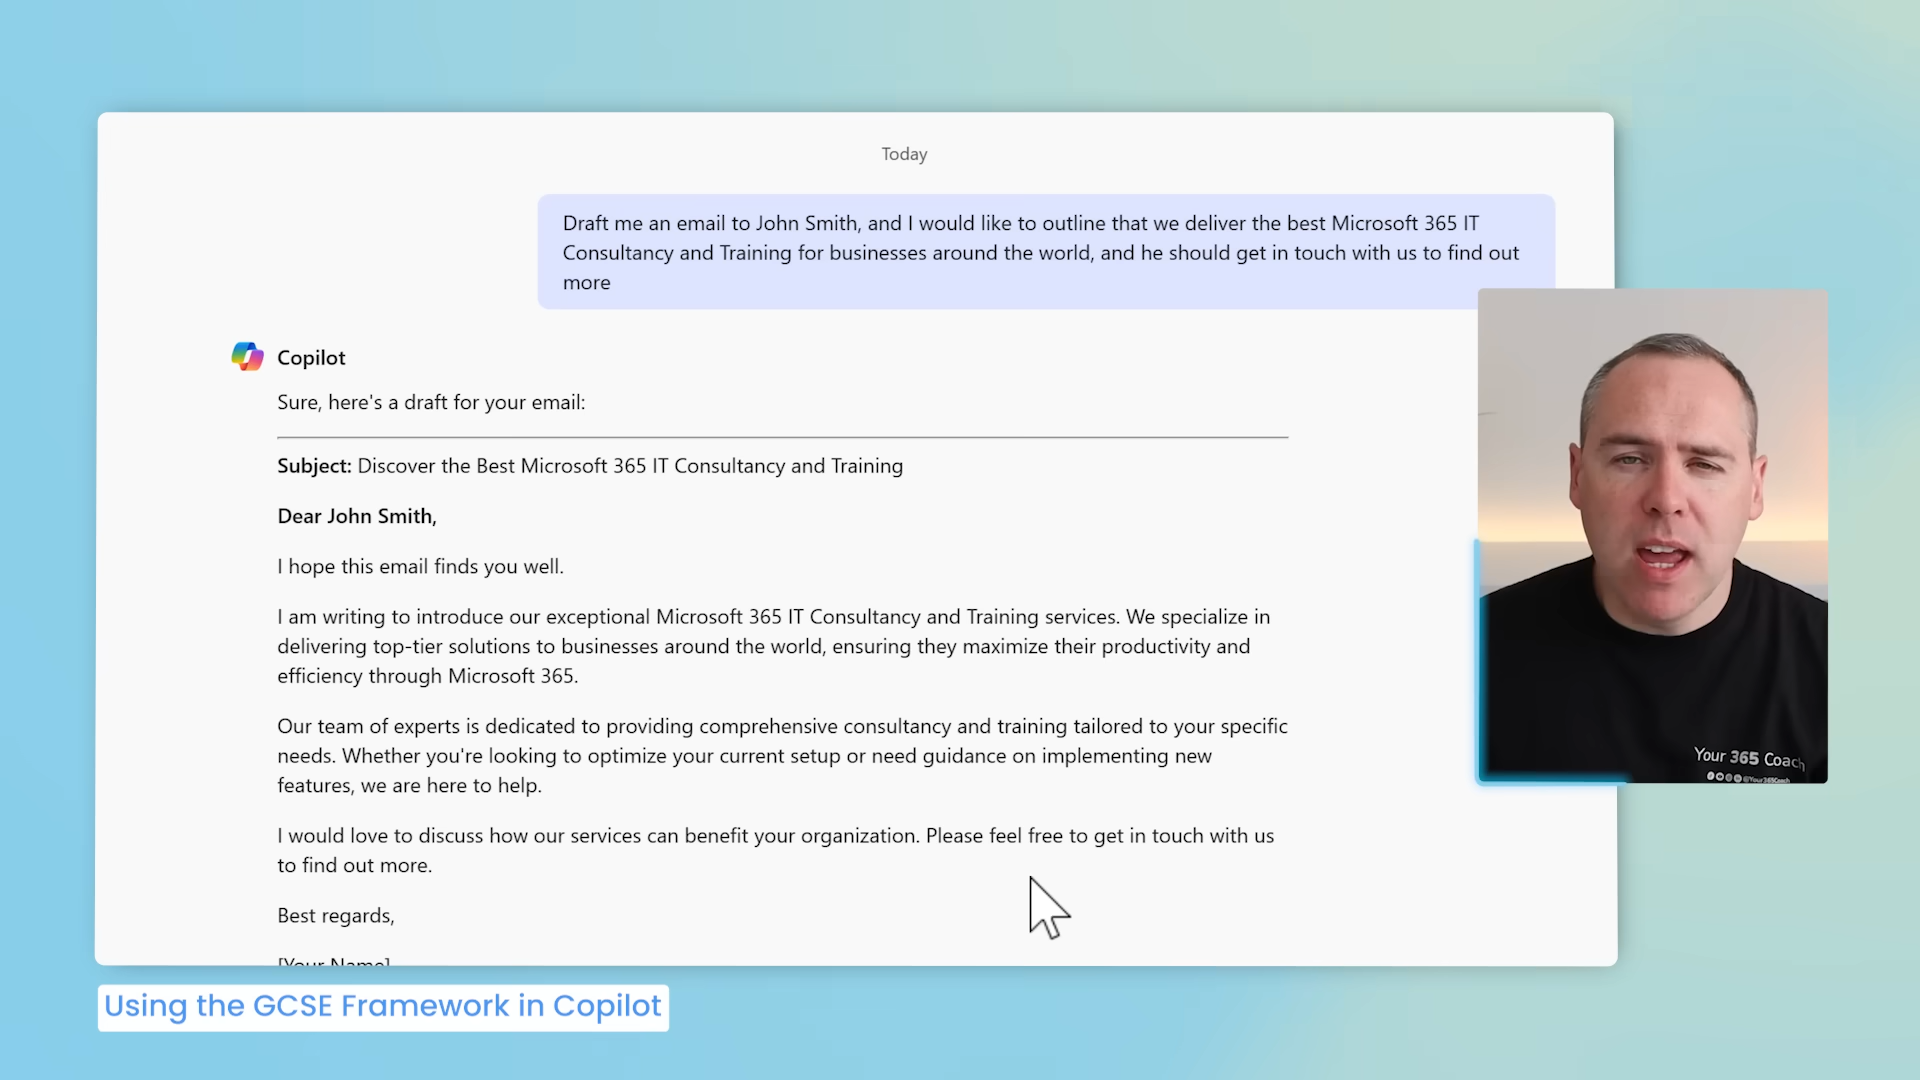 Today
Draft me an email to John Smith, and I would like to outline that we deliver the best Microsoft 365 IT
Consultancy and Training for businesses around the world, and he should get in touch with us to find out
more
Copilot
Sure, here's a draft for your email:
Subject: Discover the Best Microsoft 365 IT Consultancy and Training
Dear John Smith,
I hope this email finds you well.
I am writing to introduce our exceptional Microsoft 365 IT Consultancy and Training services. We specialize in
delivering top-tier solutions to businesses around the world, ensuring they maximize their productivity and
efficiency through Microsoft 365.
Our team of experts is dedicated to providing comprehensive consultancy and training tailored to your specific
needs. Whether you're looking to optimize your current setup or need guidance on implementing new
features, we are here to help.
I would love to discuss how our services can benefit your organization. Please feel free to get in touch with us
to find out more.
Best regards,
[Your Name]
Your 365 Coach
@Your365Coach
Using the GCSE Framework in Copilot